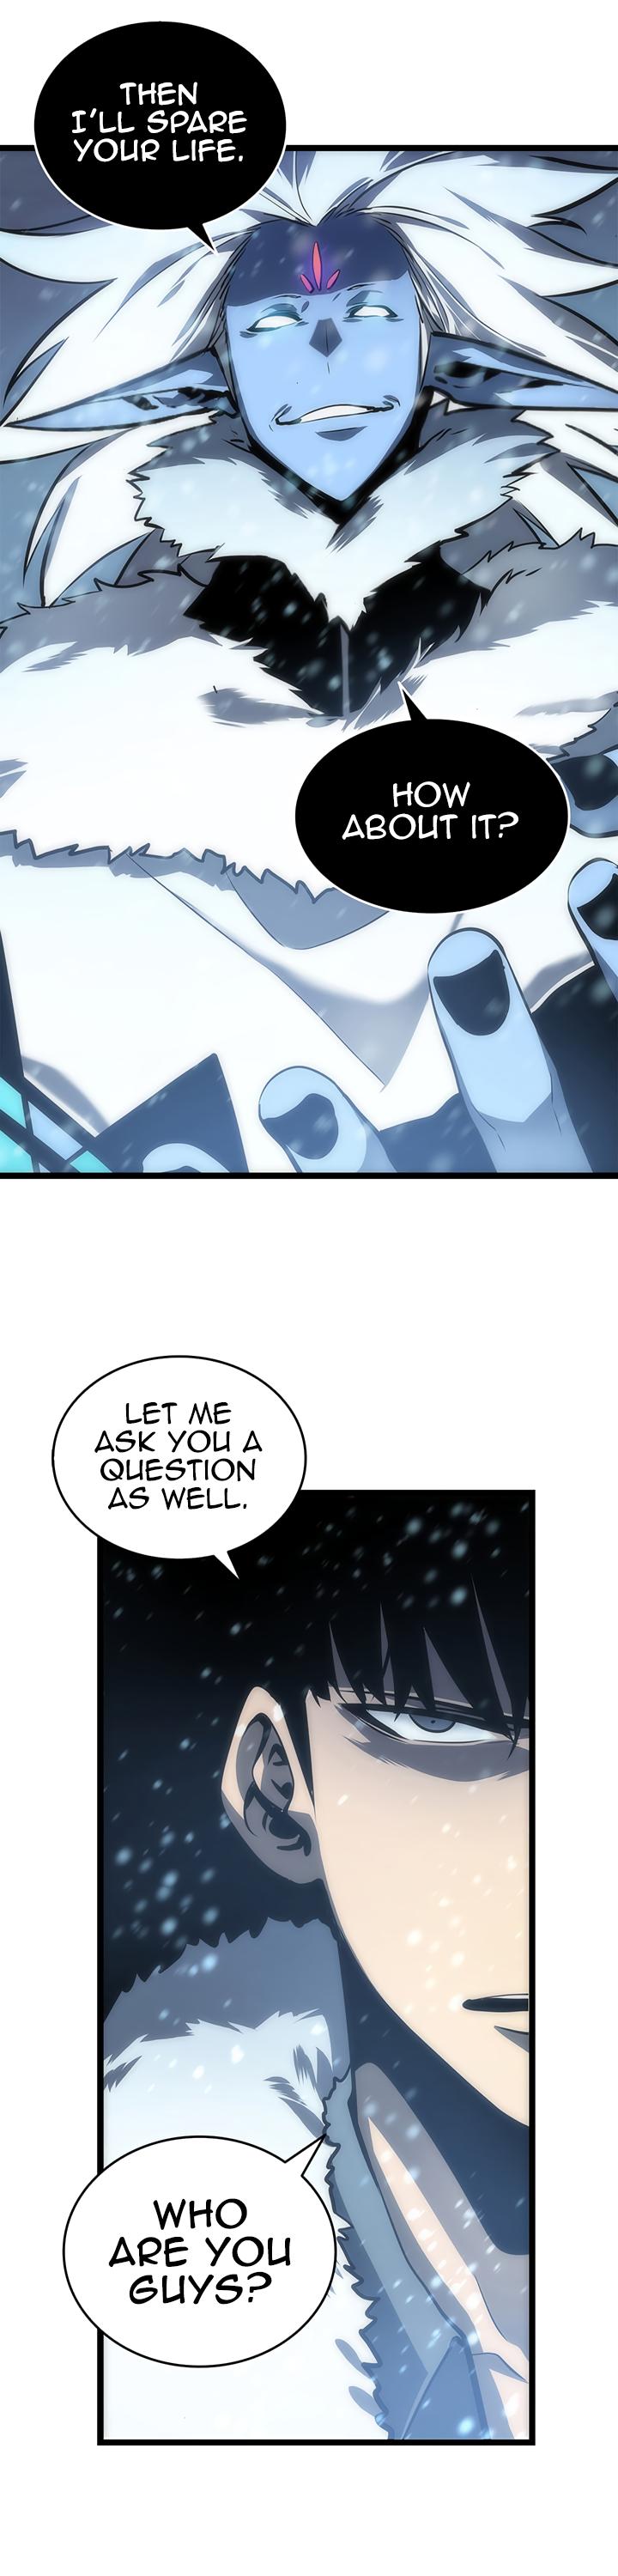 THEN
I'LL SPARE
YOUR LIFE.
HOW
ABOUT IT?
LET ME
ASK YOU A
QUESTION
AS WELL.
WHO
ARE YOU
GUYS?